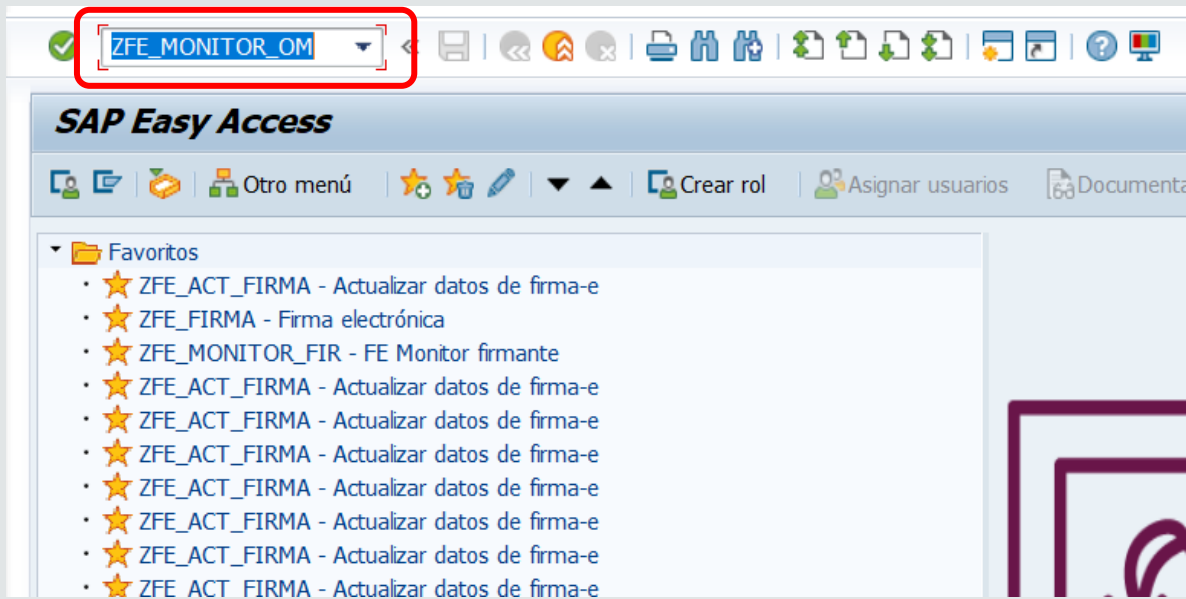 ZFE_MONITOR_OM
SAP Easy Access
Otro menú Crear rol Asignar usuarios Documenta
Favoritos
ZFE_ACT_FIRMA - Actualizar datos de firma-e
ZFE_FIRMA - Firma electrónica
ZFE_MONITOR_FIR - FE Monitor firmante
ZFE_ACT_FIRMA - Actualizar datos de firma-e
ZFE_ACT_FIRMA - Actualizar datos de firma-e
ZFE_ACT_FIRMA - Actualizar datos de firma-e
ZFE_ACT_FIRMA - Actualizar datos de firma-e
ZFE_ACT_FIRMA - Actualizar datos de firma-e
ZFE_ACT_FIRMA - Actualizar datos de firma-e
ZFE_ACT_FIRMA - Actualizar datos de firma-e